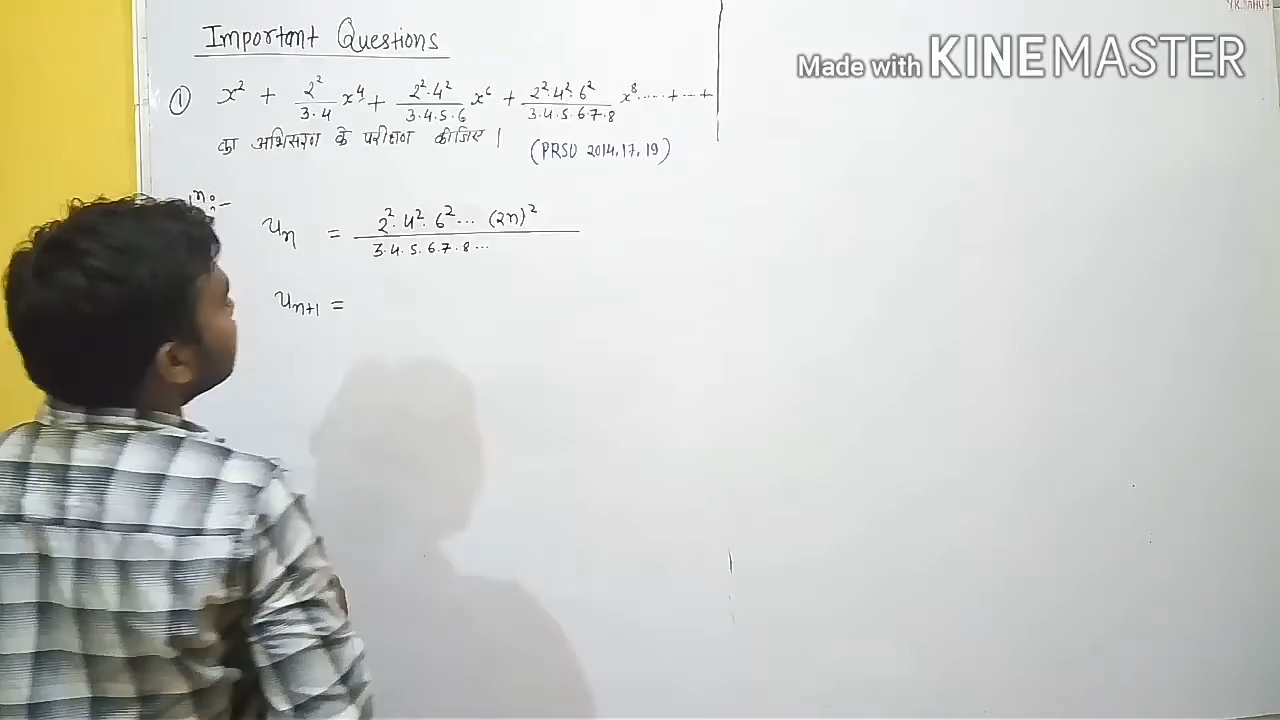 Y.K.SAHU
Important Questions
Made with KINEMASTER
① x² + 2²/3·4 x⁴ + 2²·4²/3·4·5·6 x⁶ + 2²·4²·6²/3·4·5·6·7·8 x⁸ ..... + --- +
का अभिसरण के परीक्षण कीजिए । (PRSU 2014,17,19)
uₙ = 2²·4²·6²... (2n)²/3·4·5·6·7·8...
uₙ₊₁ =